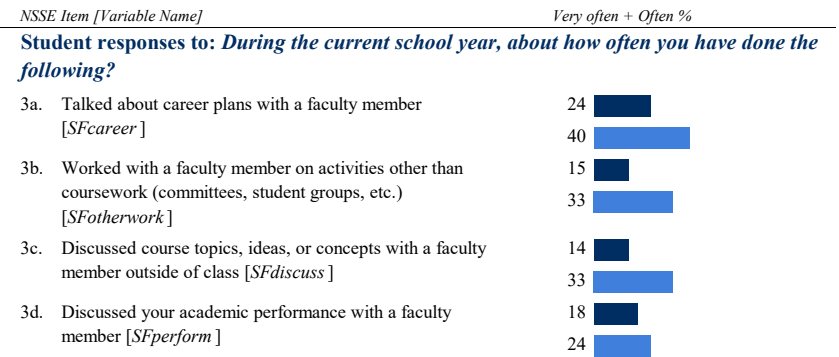 NSSE Item [Variable Name] Very often + Often %
Student responses to: During the current school year, about how often you have done the
following?
3a. Talked about career plans with a faculty member 24
[SFcareer ] 40
3b. Worked with a faculty member on activities other than 15
coursework (committees, student groups, etc.) 33
[SFotherwork ]
3c. Discussed course topics, ideas, or concepts with a faculty 14
member outside of class [SFdiscuss ] 33
3d. Discussed your academic performance with a faculty 18
member [SFperform ] 24